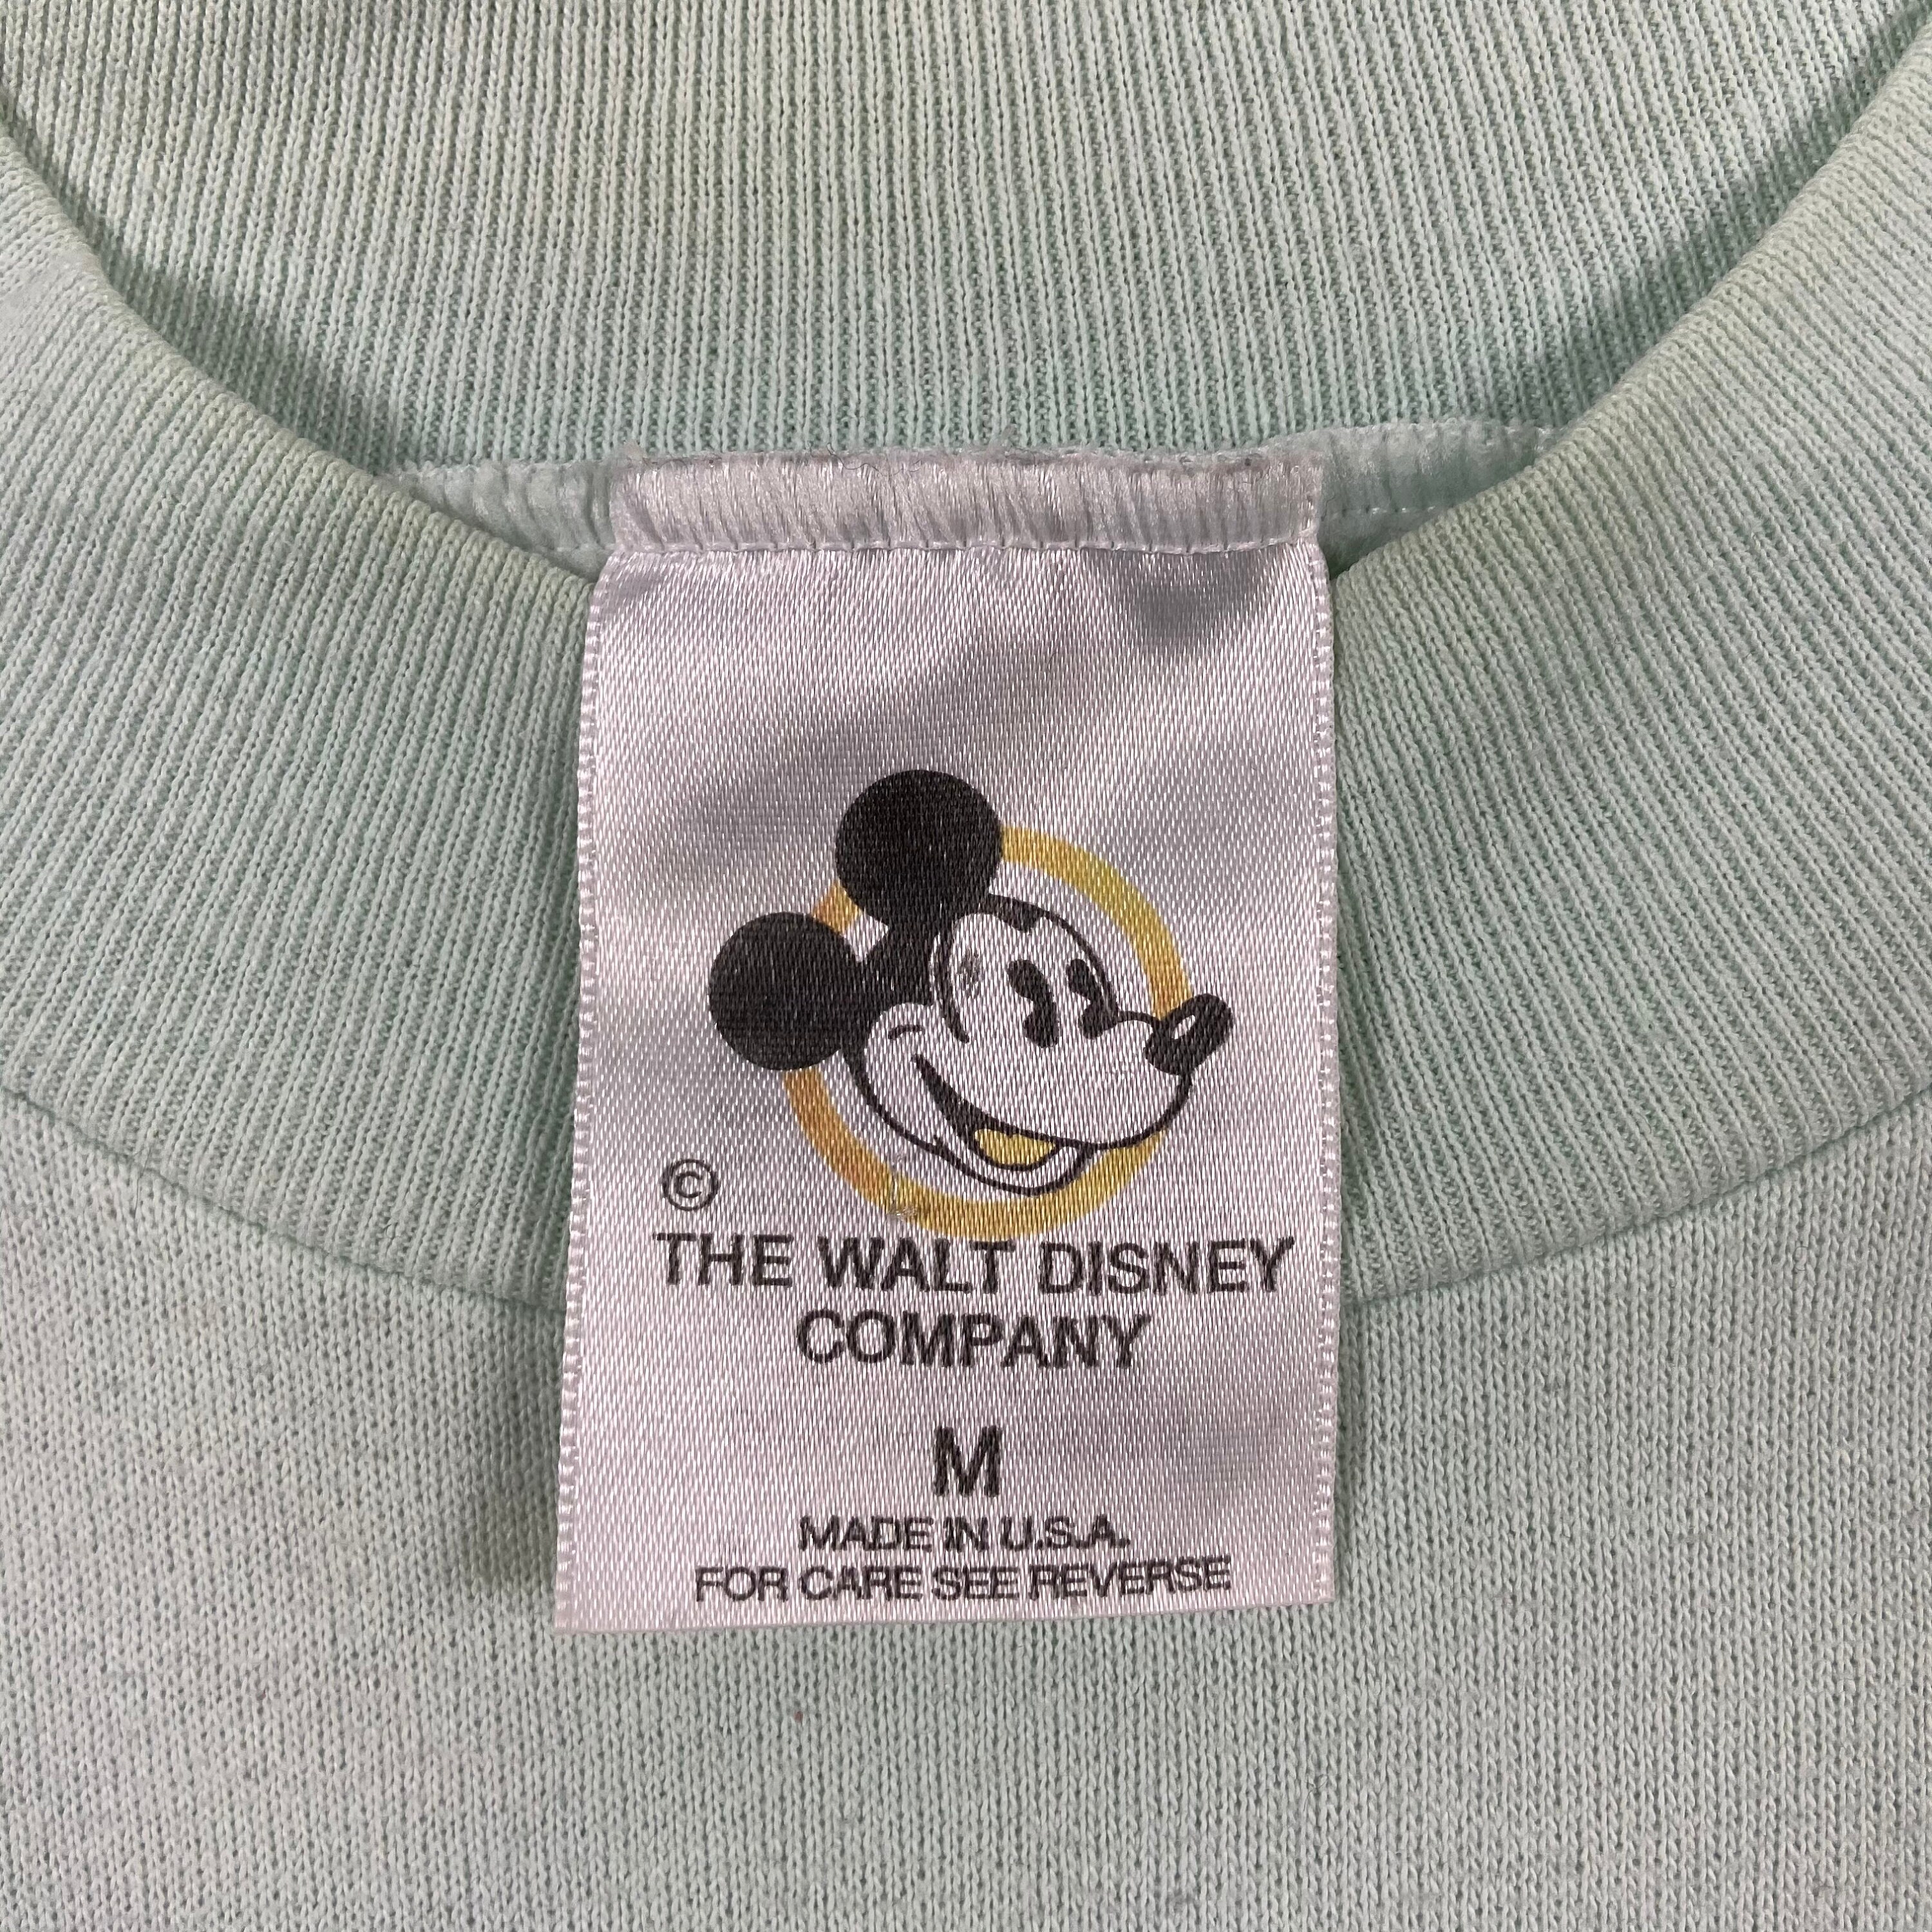 ©
THE WALT DISNEY
COMPANY
M
MADE IN U.S.A.
FOR CARE SEE REVERSE